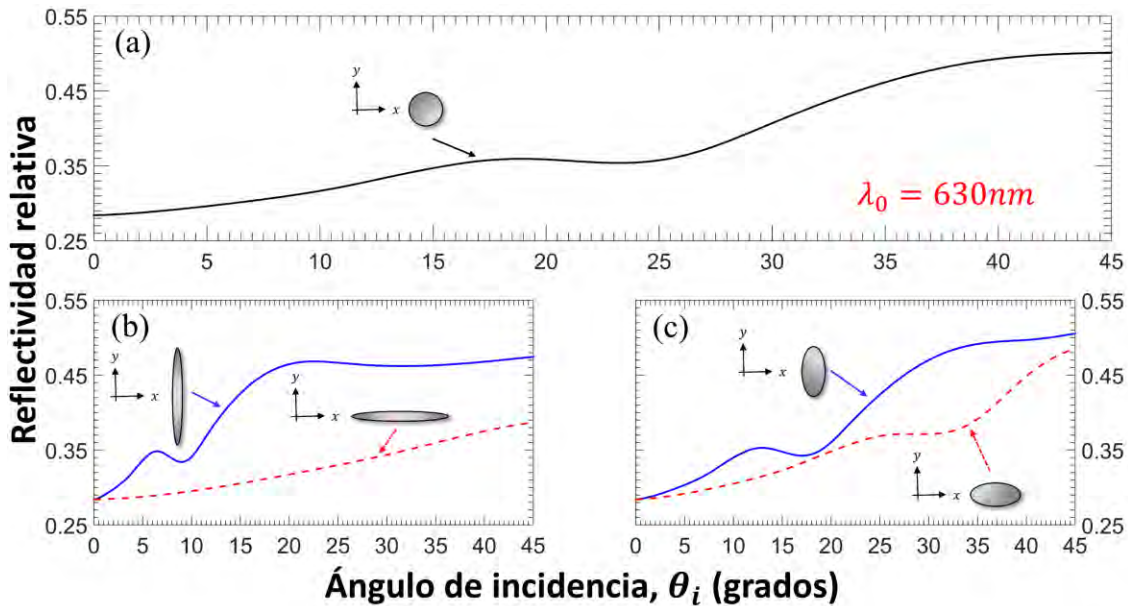 Reflectividad relativa
(a)
0.55
0.45
0.35
0.25
y
x
λ₀ = 630nm
0 5 10 15 20 25 30 35 40 45
(b)
0.55
0.45
0.35
0.25
y
x
y
x
0 5 10 15 20 25 30 35 40 45
(c)
0.55
0.45
0.35
0.25
y
x
y
x
0 5 10 15 20 25 30 35 40 45
Ángulo de incidencia, θᵢ (grados)